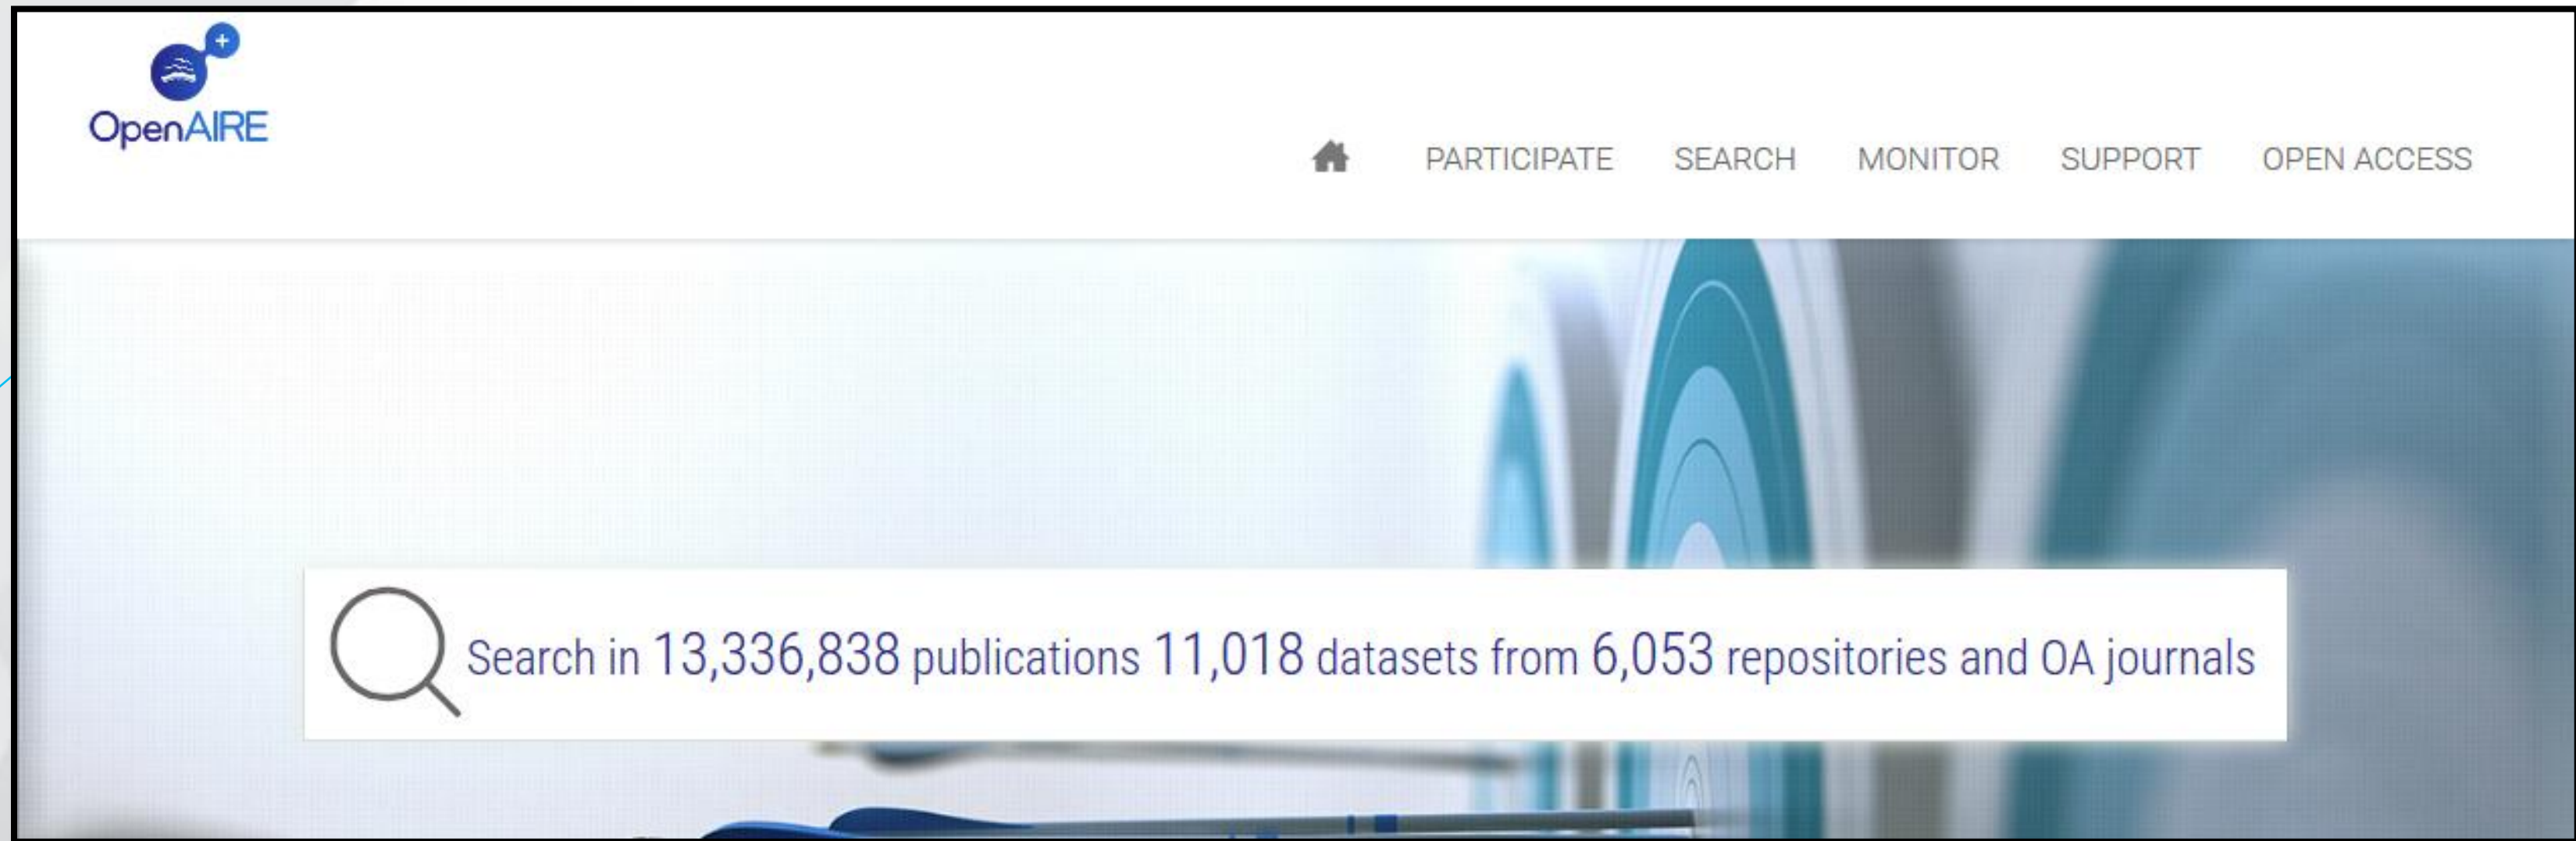 OpenAIRE
PARTICIPATE SEARCH MONITOR SUPPORT OPEN ACCESS
Search in 13,336,838 publications 11,018 datasets from 6,053 repositories and OA journals